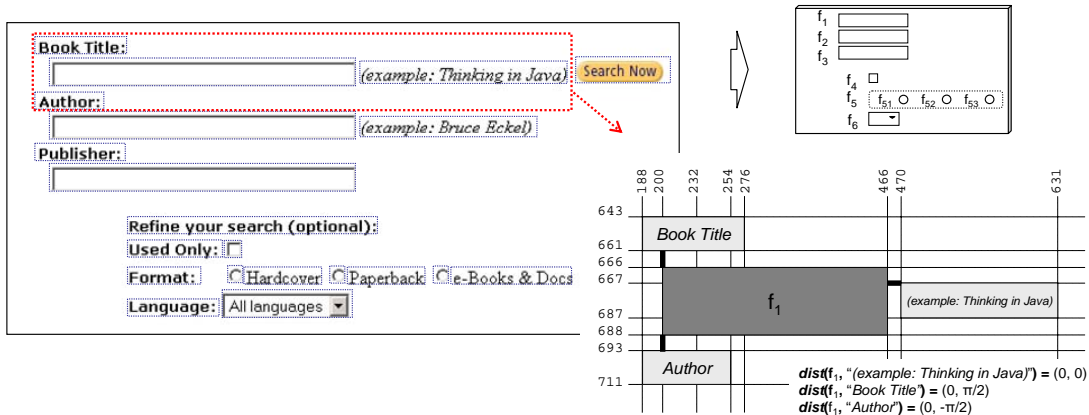 Book Title:
(example: Thinking in Java) Search Now
Author:
(example: Bruce Eckel)
Publisher:
Refine your search (optional):
Used Only:
Format: Hardcover Paperback e-Books & Docs
Language: All languages
f1
f2
f3
f4
f5 f51 f52 f53
f6
188 200 232 254 276 466 470 631
643
Book Title
661
666
667
f1 (example: Thinking in Java)
687
688
693
Author
711
dist(f1, “(example: Thinking in Java)”) = (0, 0)
dist(f1, “Book Title”) = (0, π/2)
dist(f1, “Author”) = (0, -π/2)